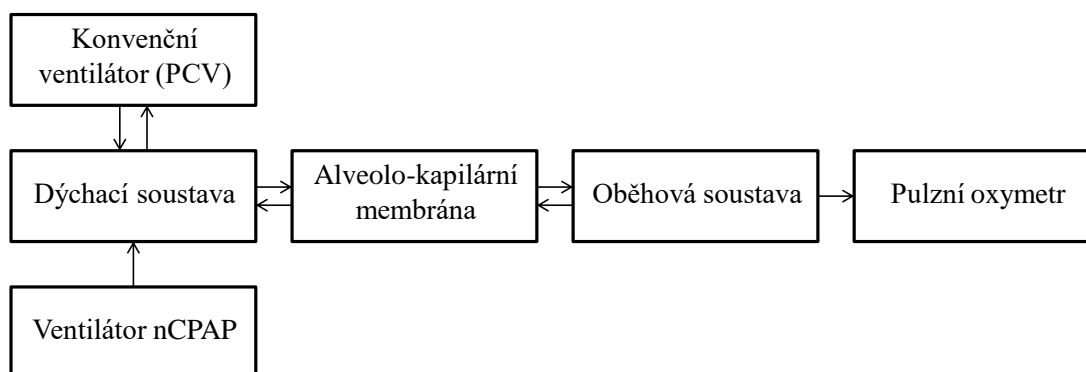 Konvenční
ventilátor (PCV)
Dýchací soustava
Alveolo-kapilární
membrána
Oběhová soustava
Pulzní oxymetr
Ventilátor nCPAP